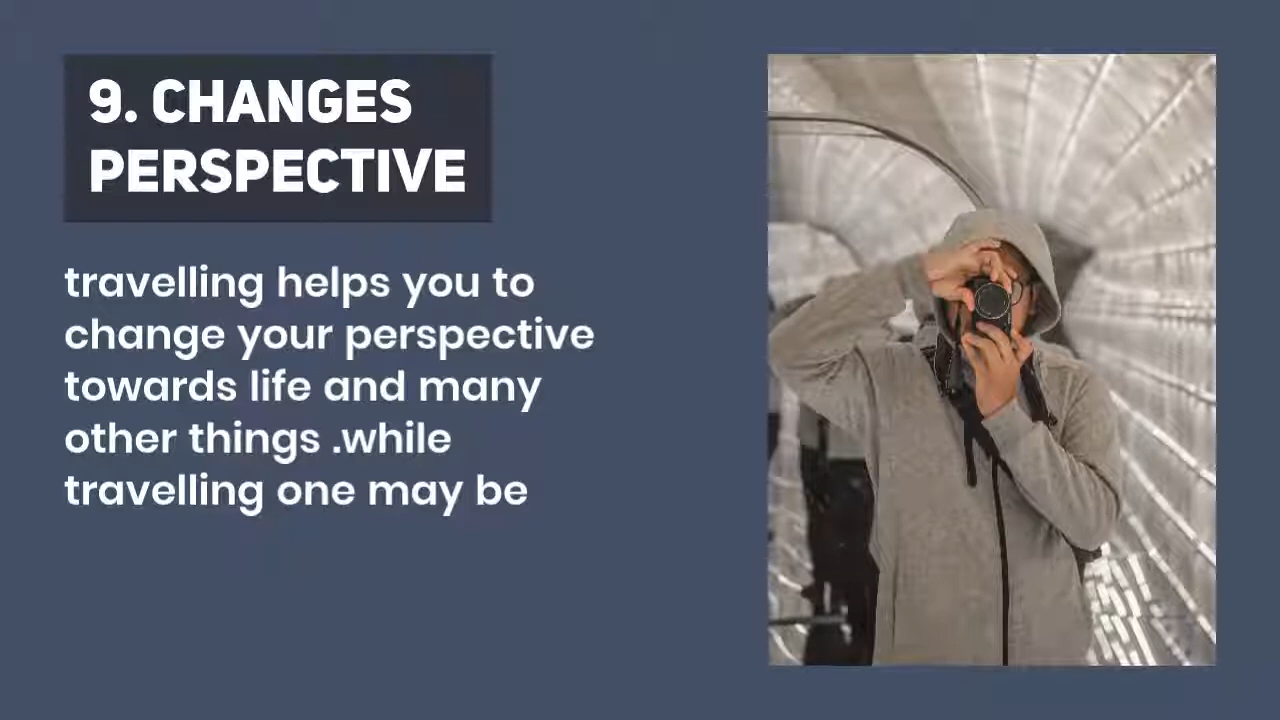 9. CHANGES
PERSPECTIVE
travelling helps you to
change your perspective
towards life and many
other things .while
travelling one may be